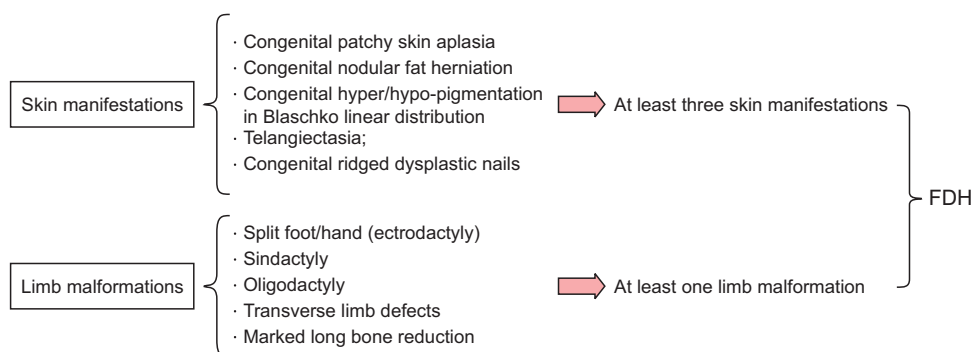 Skin manifestations
· Congenital patchy skin aplasia
· Congenital nodular fat herniation
· Congenital hyper/hypo-pigmentation
in Blaschko linear distribution
· Telangiectasia;
· Congenital ridged dysplastic nails
At least three skin manifestations
FDH
Limb malformations
· Split foot/hand (ectrodactyly)
· Sindactyly
· Oligodactyly
· Transverse limb defects
· Marked long bone reduction
At least one limb malformation